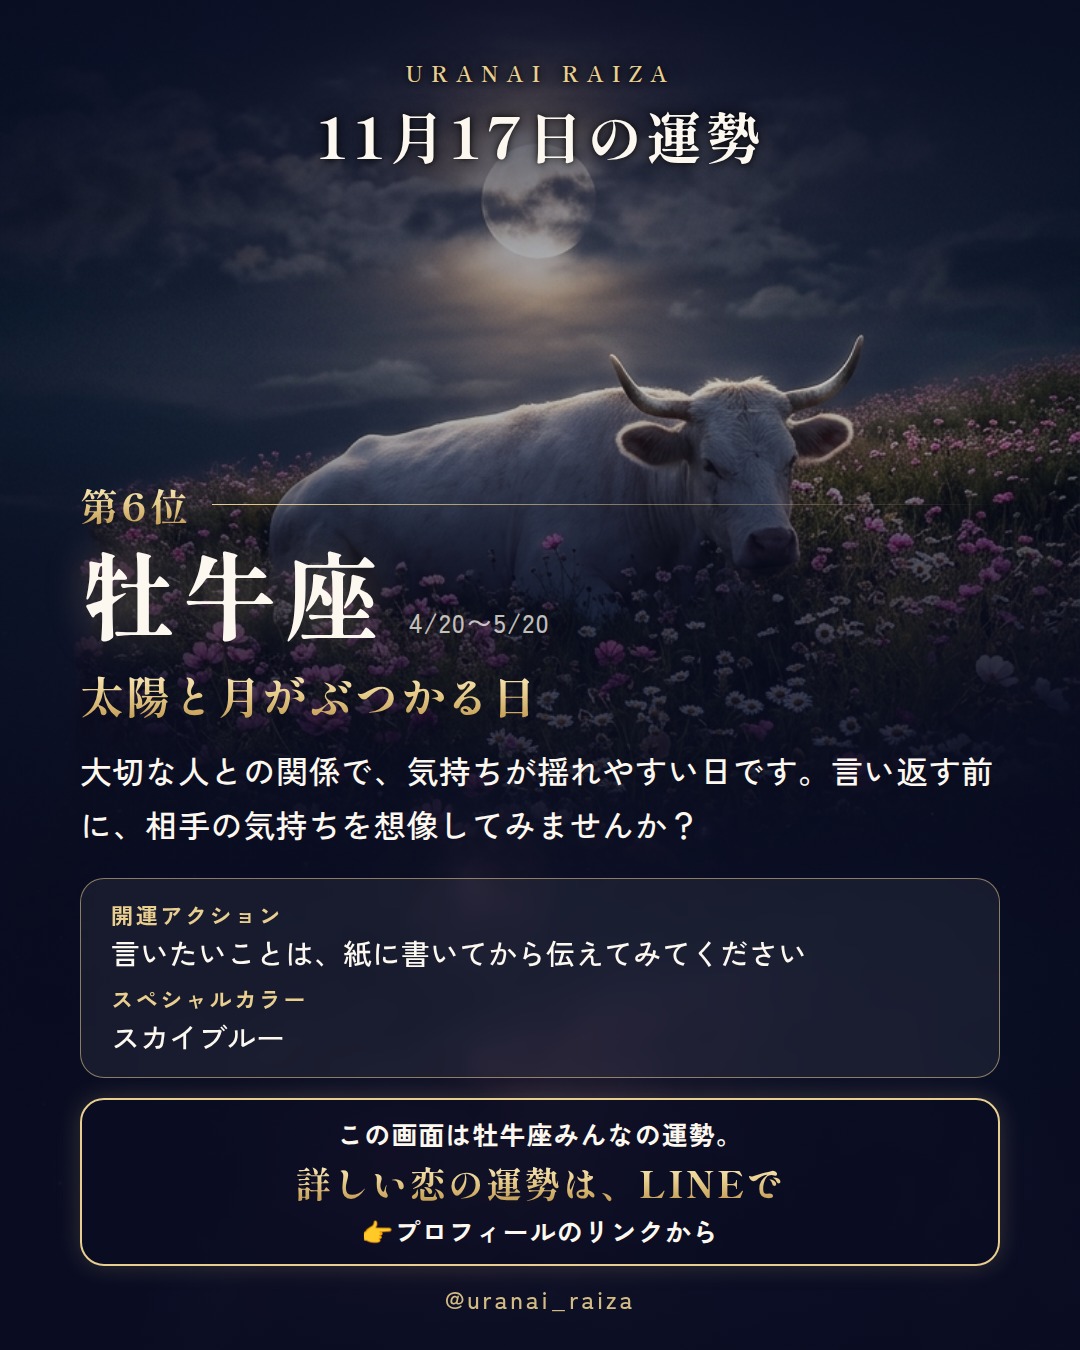 URANAI RAIZA
11月17日の運勢
第6位
牡牛座 4/20〜5/20
太陽と月がぶつかる日
大切な人との関係で、気持ちが揺れやすい日です。言い返す前
に、相手の気持ちを想像してみませんか？
開運アクション
言いたいことは、紙に書いてから伝えてみてください
スペシャルカラー
スカイブルー
この画面は牡牛座みんなの運勢。
詳しい恋の運勢は、LINEで
👉プロフィールのリンクから
@uranai_raiza